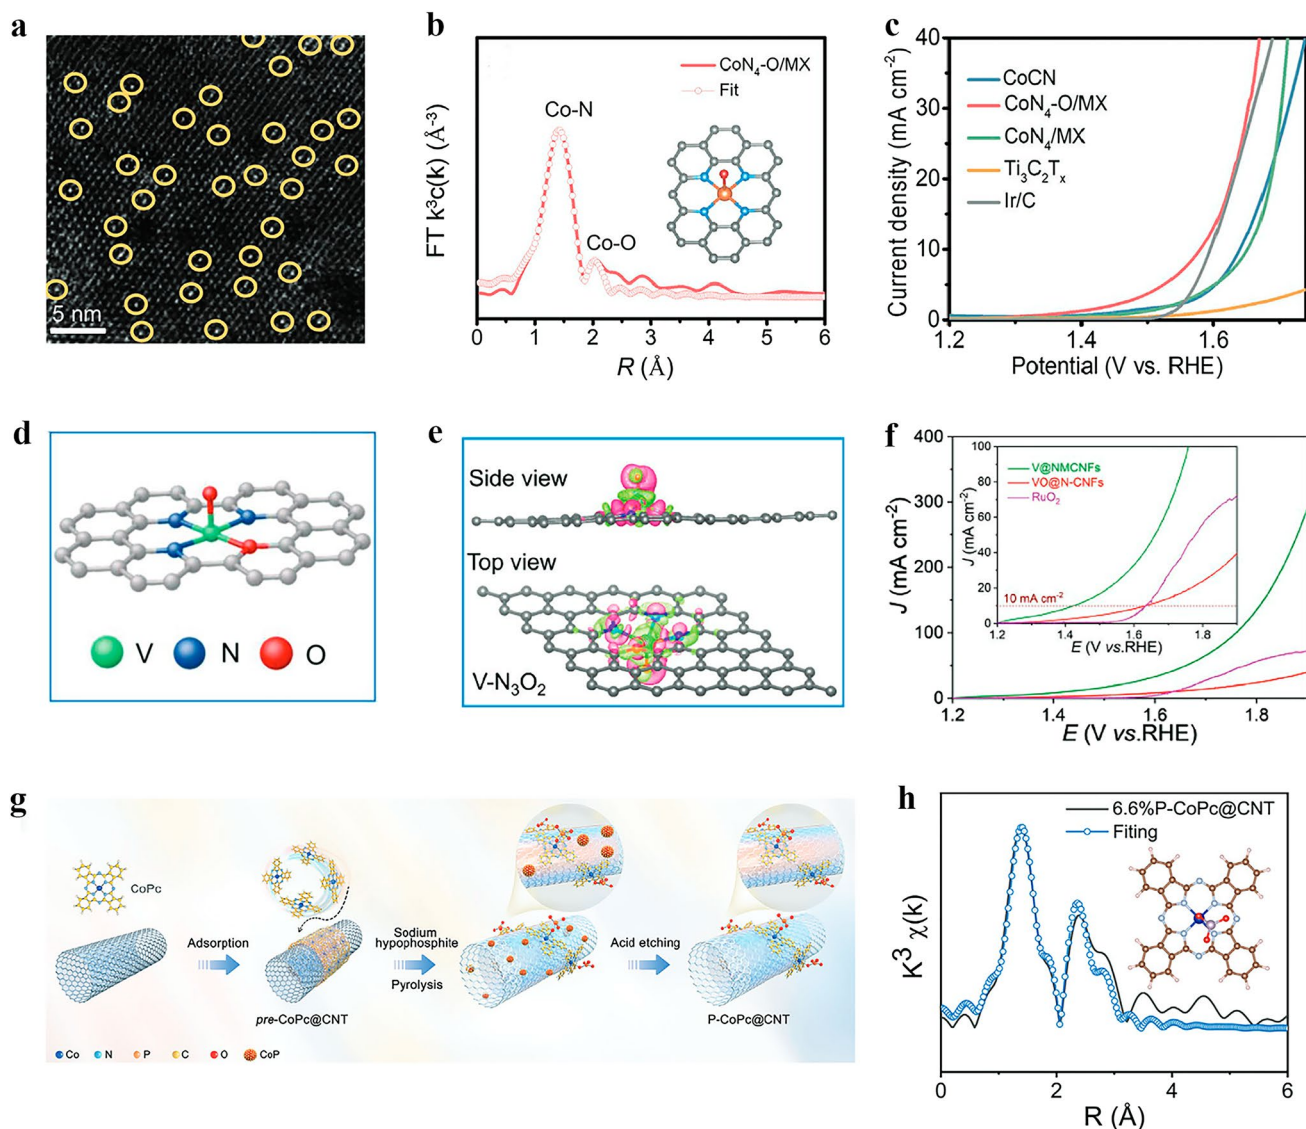 a
5 nm
b
CoN₄-O/MX
Fit
Co-N
Co-O
FT k³c(k) (Å⁻³)
0 1 2 3 4 5 6
R (Å)
c
40
30
20
10
0
CoCN
CoN₄-O/MX
CoN₄/MX
Ti₃C₂Tₓ
Ir/C
Current density (mA cm⁻²)
1.2 1.4 1.6
Potential (V vs. RHE)
d
V N O
e
Side view
Top view
V-N₃O₂
f
400
300
200
100
0
J (mA cm⁻²)
1.2 1.4 1.6 1.8
E (V vs.RHE)
100
80
60
40
20
0
J (mA cm⁻²)
V@NMCNFs
VO@N-CNFs
RuO₂
10 mA cm⁻²
1.2 1.4 1.6 1.8
E (V vs.RHE)
g
CoPc
Adsorption
pre-CoPc@CNT
Sodium
hypophosphite
Pyrolysis
Acid etching
P-CoPc@CNT
Co N P C O CoP
h
6.6%P-CoPc@CNT
Fiting
K³ χ(k)
0 2 4 6
R (Å)